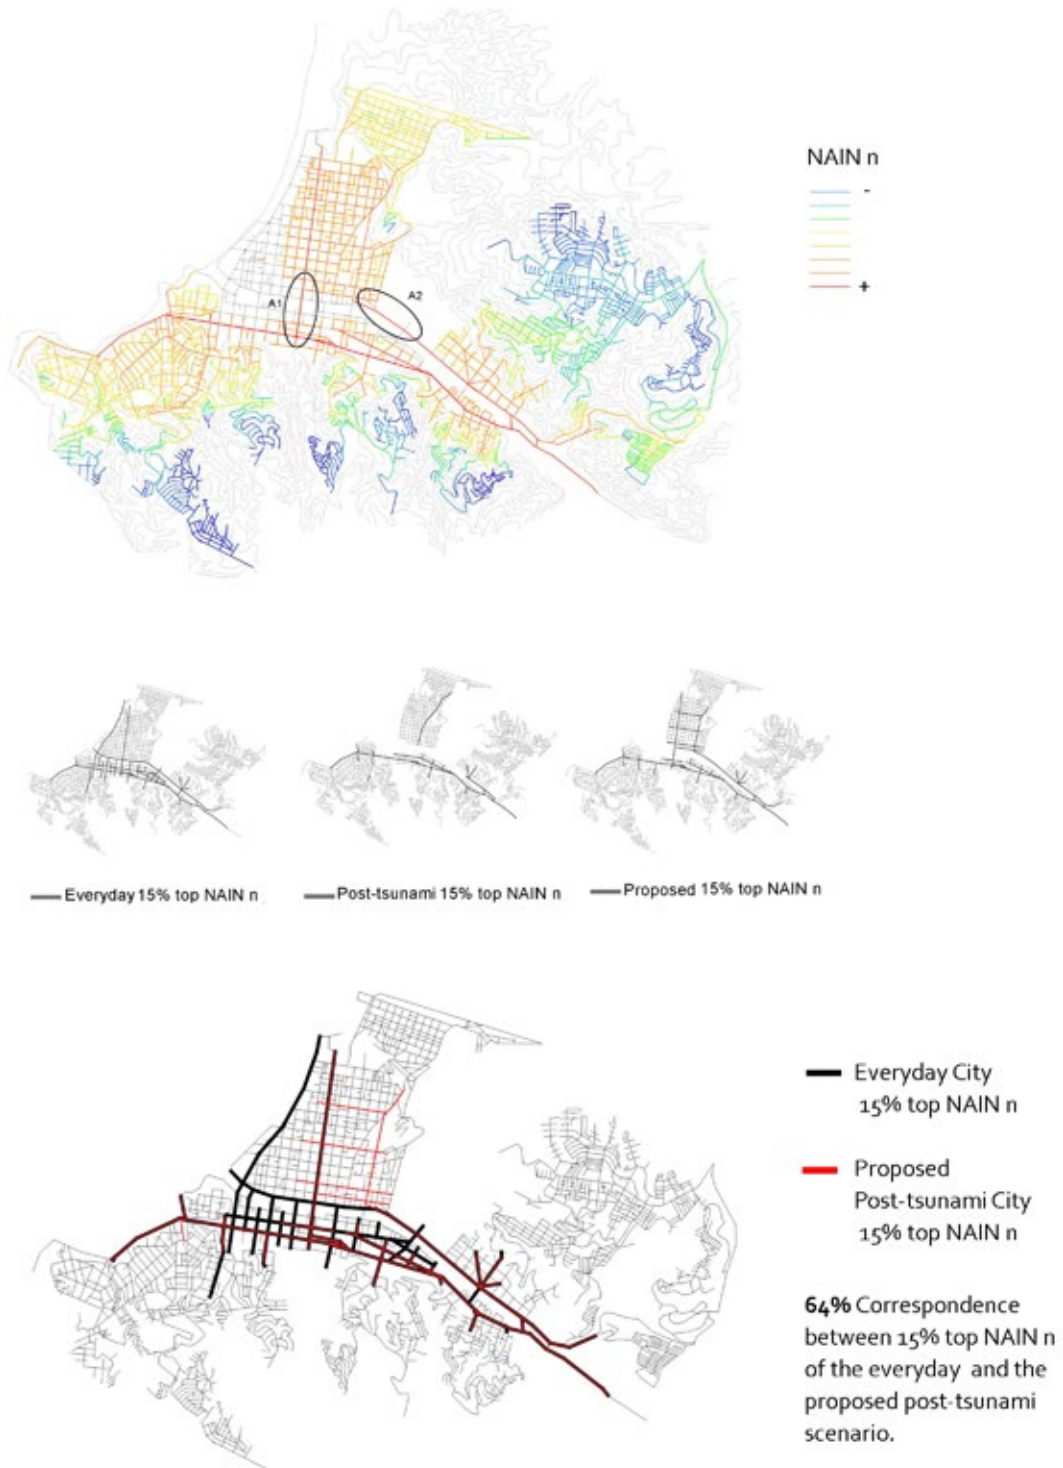 NAIN n
-
+
A1
A2
Everyday 15% top NAIN n
Post-tsunami 15% top NAIN n
Proposed 15% top NAIN n
Everyday City
15% top NAIN n
Proposed
Post-tsunami City
15% top NAIN n
64% Correspondence
between 15% top NAIN n
of the everyday and the
proposed post-tsunami
scenario.